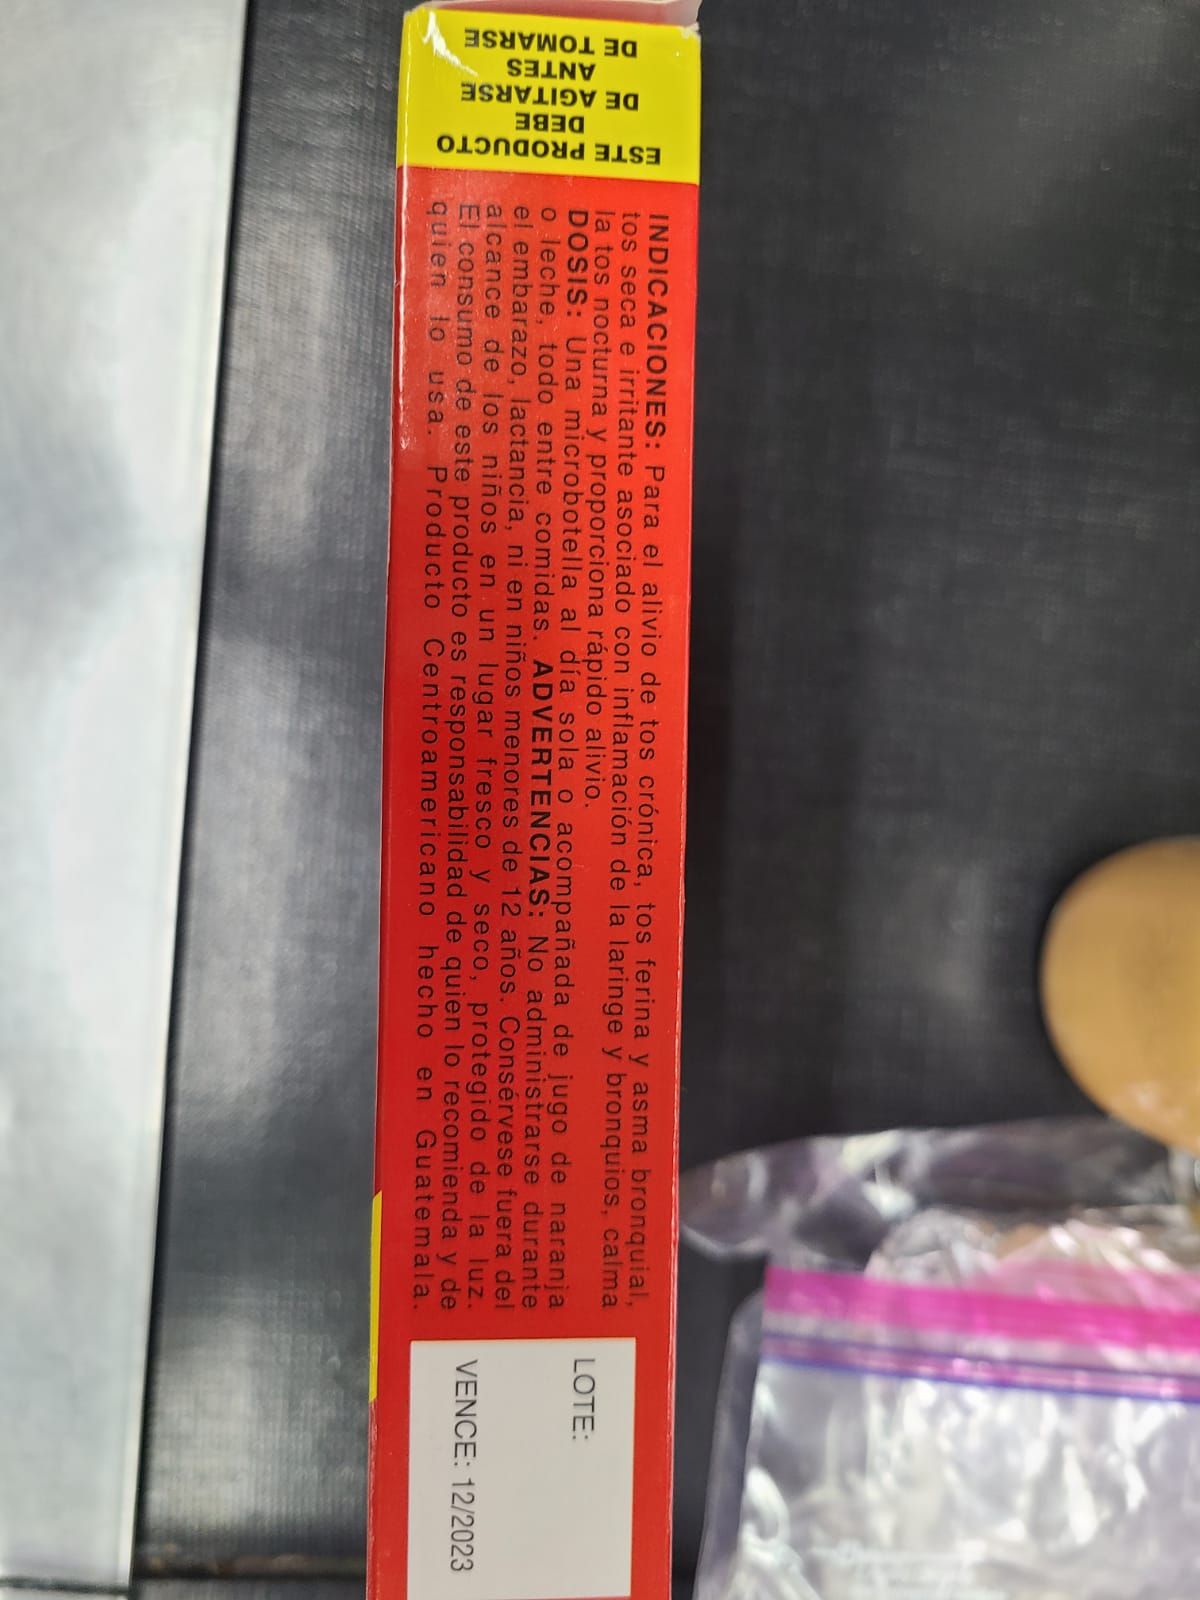 ESTE PRODUCTO
DEBE
DE AGITARSE
ANTES
DE TOMARSE
INDICACIONES: Para el alivio de tos crónica, tos ferina y asma bronquial,
tos seca e irritante asociado con inflamación de la laringe y bronquios, calma
la tos nocturna y proporciona rápido alivio.
DOSIS: Una microbotella al día sola o acompañada de jugo de naranja
o leche, todo entre comidas. ADVERTENCIAS: No administrarse durante
el embarazo, lactancia, ni en niños menores de 12 años. Consérvese fuera del
alcance de los niños en un lugar fresco y seco, protegido de la luz.
El consumo de este producto es responsabilidad de quien lo recomienda y de
quien lo usa. Producto Centroamericano hecho en Guatemala.
LOTE:
VENCE: 12/2023